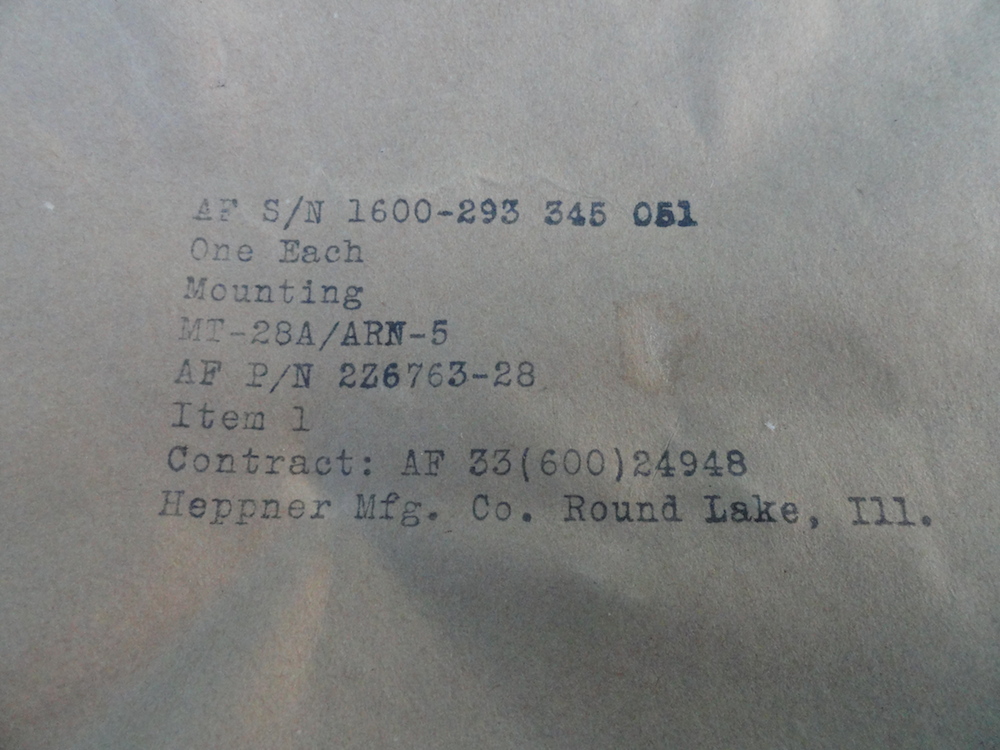 AF S/N 1600-293 345 051
One Each
Mounting
MT-28A/ARN-5
AF P/N 2Z6763-28
Item 1
Contract: AF 33(600)24948
Heppner Mfg. Co. Round Lake, Ill.